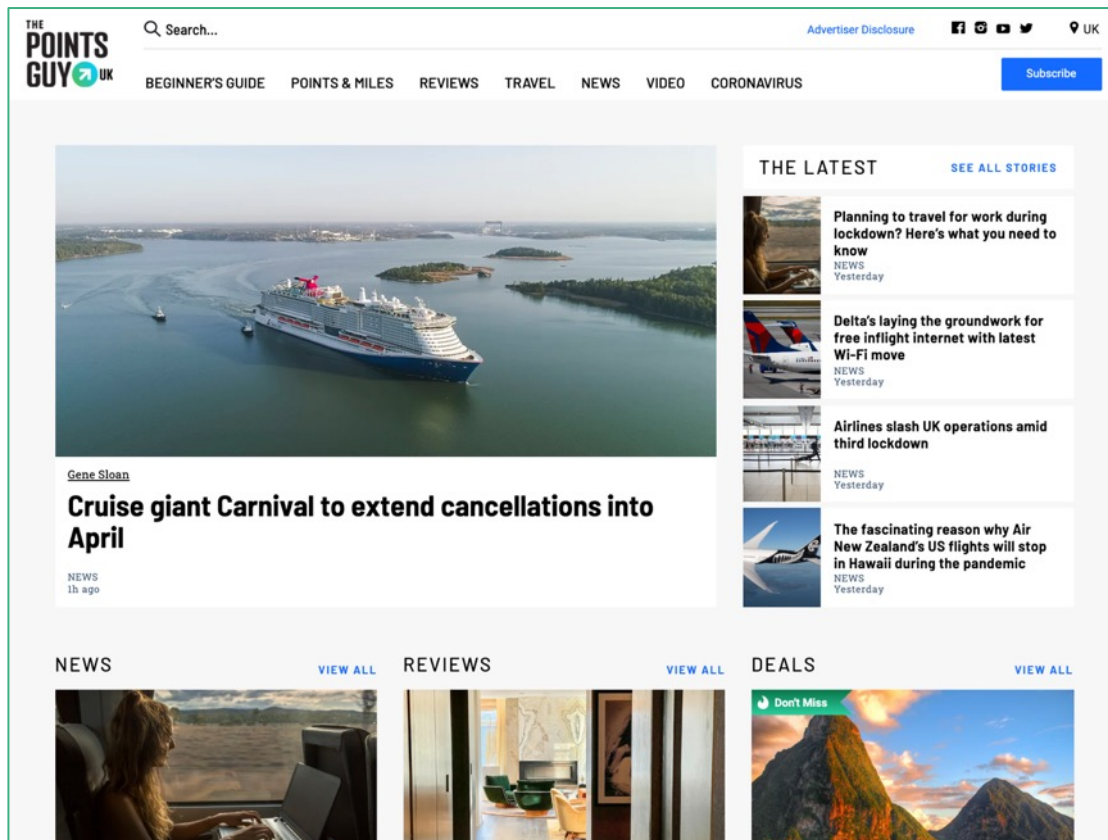 THE
POINTS
GUY UK
Search...
Advertiser Disclosure
UK
BEGINNER'S GUIDE POINTS & MILES REVIEWS TRAVEL NEWS VIDEO CORONAVIRUS
Subscribe
Gene Sloan
Cruise giant Carnival to extend cancellations into
April
NEWS
1h ago
THE LATEST SEE ALL STORIES
Planning to travel for work during
lockdown? Here's what you need to
know
NEWS
Yesterday
Delta's laying the groundwork for
free inflight internet with latest
Wi-Fi move
NEWS
Yesterday
Airlines slash UK operations amid
third lockdown
NEWS
Yesterday
The fascinating reason why Air
New Zealand's US flights will stop
in Hawaii during the pandemic
NEWS
Yesterday
NEWS VIEW ALL
REVIEWS VIEW ALL
DEALS VIEW ALL
Don't Miss